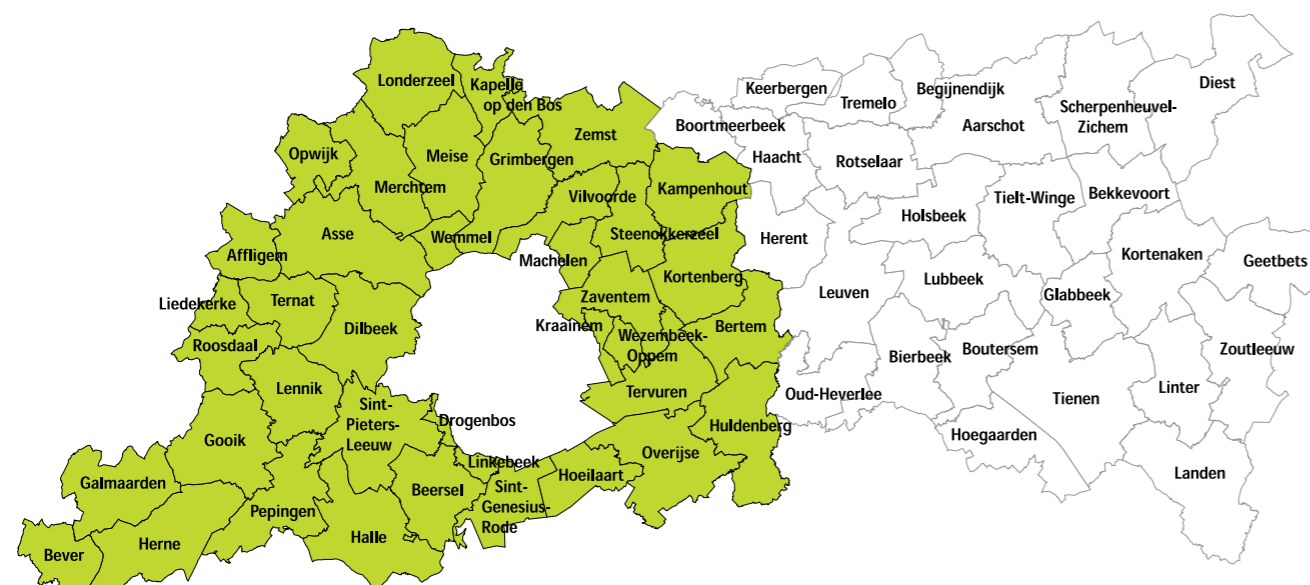 Londerzeel
Kapelle
op den Bos
Zemst
Opwijk
Meise
Grimbergen
Merchtem
Vilvoorde
Kampenhout
Asse
Wemmel
Steenokkerzeel
Affligem
Machelen
Kortenberg
Liedekerke
Ternat
Zaventem
Dilbeek
Kraainem
Wezembeek-
Oppem
Bertem
Roosdaal
Lennik
Tervuren
Sint-
Pieters-
Leeuw
Drogenbos
Huldenberg
Gooik
Overijse
Linkebeek
Hoeilaart
Galmaarden
Beersel
Sint-
Genesius-
Rode
Pepingen
Halle
Herne
Bever
Keerbergen
Tremelo
Begijnendijk
Diest
Scherpenheuvel-
Zichem
Boortmeerbeek
Aarschot
Haacht
Rotselaar
Tielt-Winge
Bekkevoort
Holsbeek
Herent
Kortenaken
Geetbets
Lubbeek
Leuven
Glabbeek
Bierbeek
Boutersem
Zoutleeuw
Oud-Heverlee
Tienen
Linter
Hoegaarden
Landen